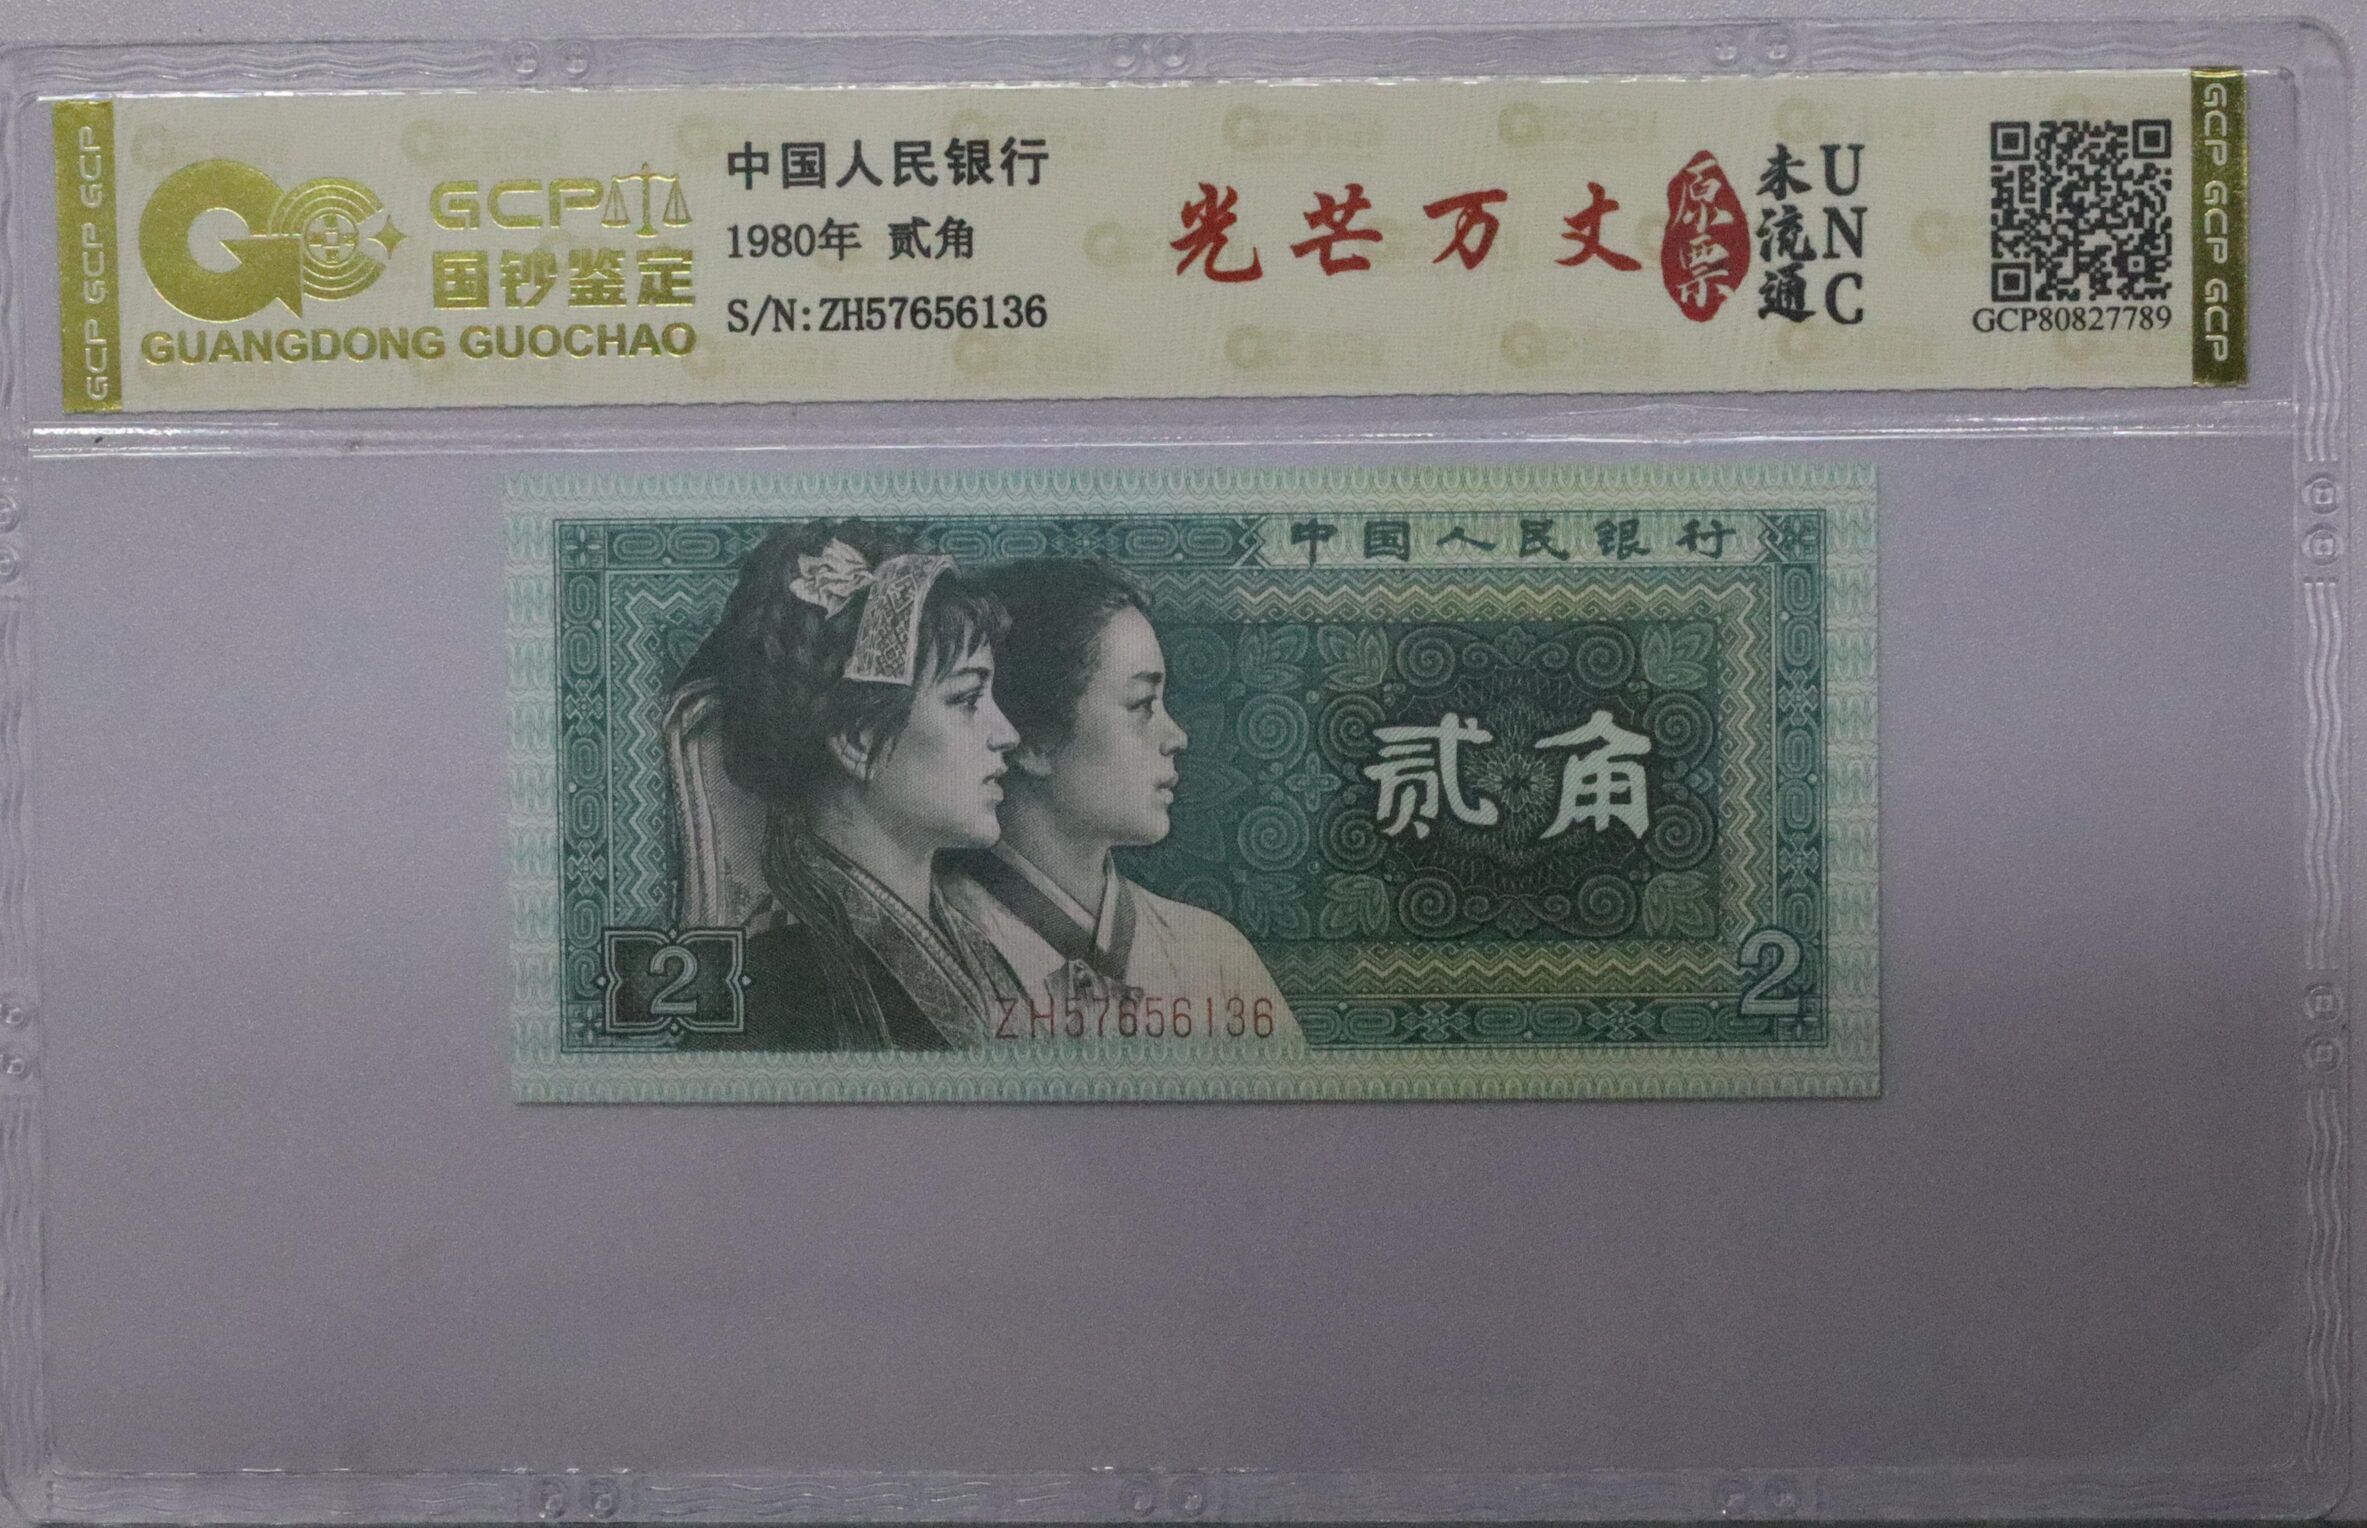 GCP GCP GCP
GCP
国钞鉴定
GUANGDONG GUOCHAO
中国人民银行
1980年 贰角
S/N:ZH57656136
光芒万丈
原票
未流通
UNC
GCP80827789
GCP GCP GCP
中国人民银行
贰角
2
2
ZH57656136